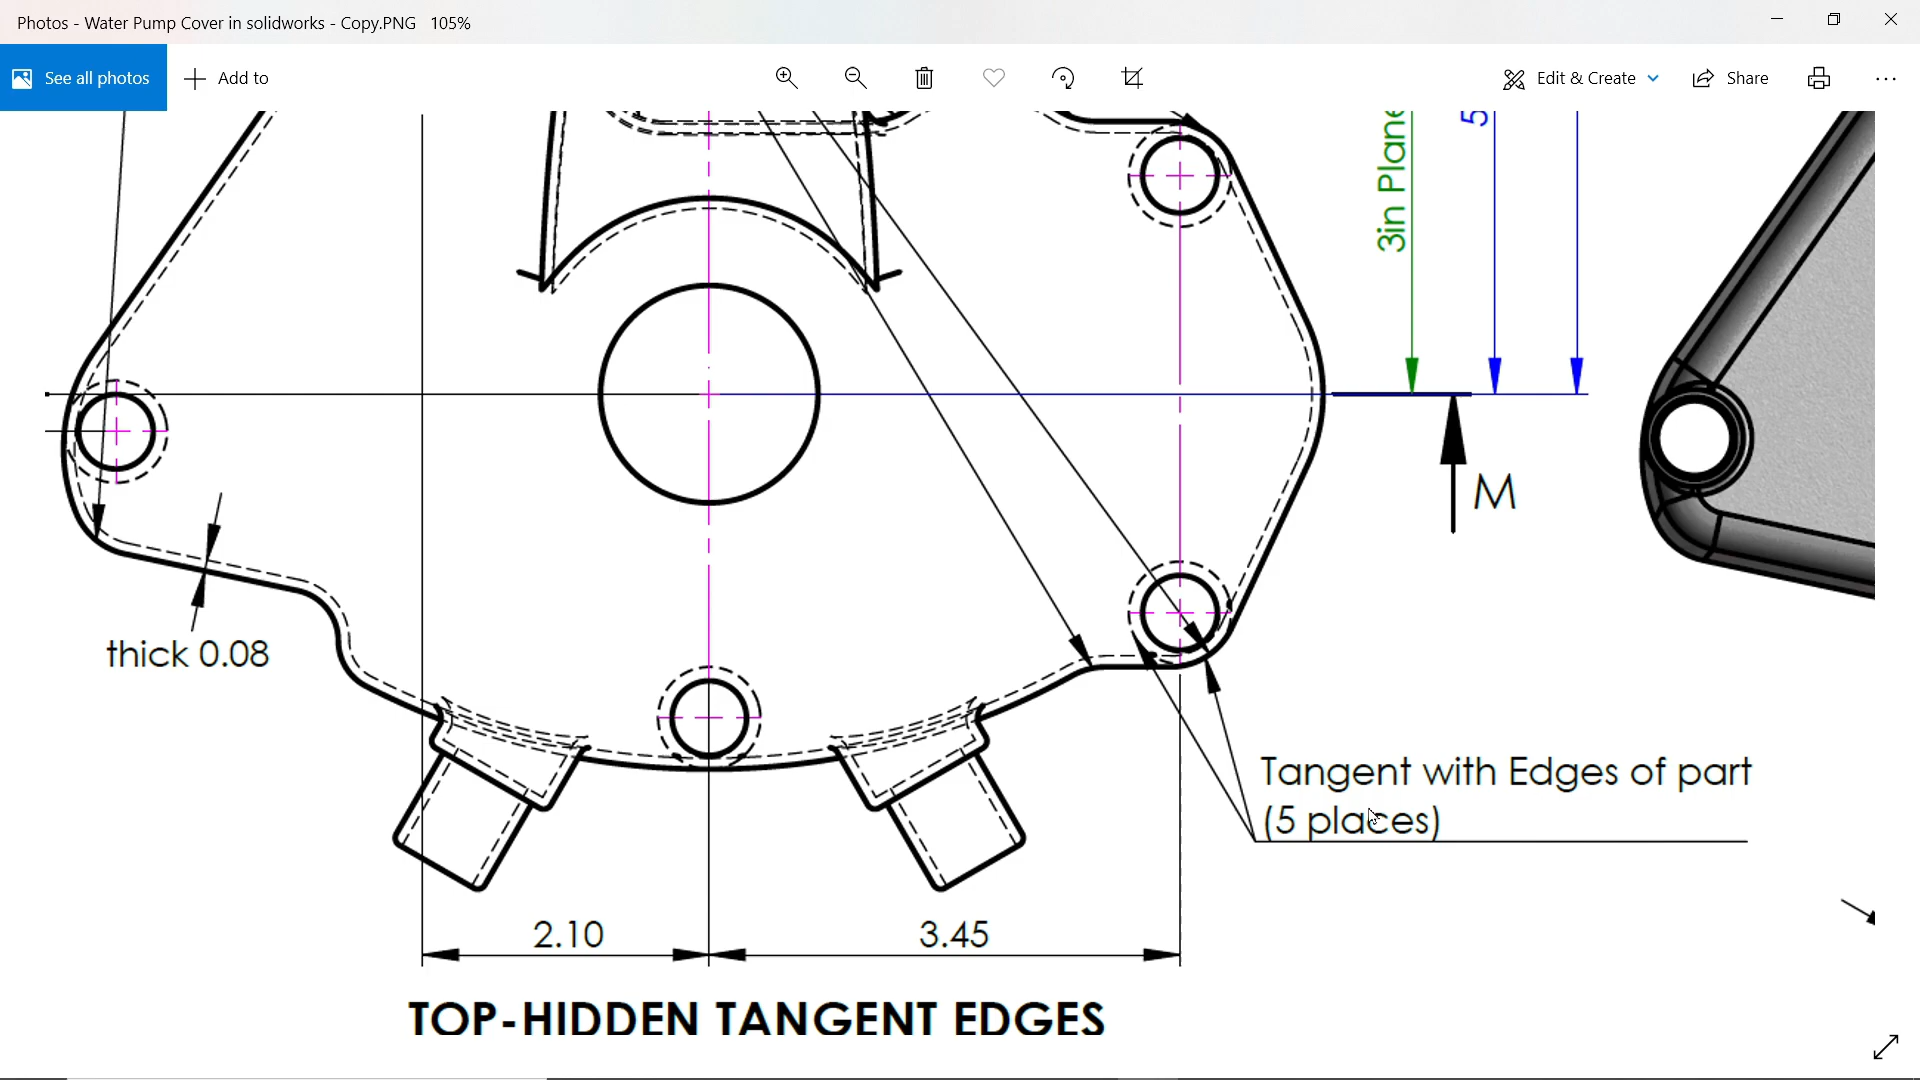 Photos - Water Pump Cover in solidworks - Copy.PNG 105%
See all photos
Add to
Edit & Create
Share
3in Plane
5
M
thick 0.08
Tangent with Edges of part
(5 places)
2.10
3.45
TOP-HIDDEN TANGENT EDGES